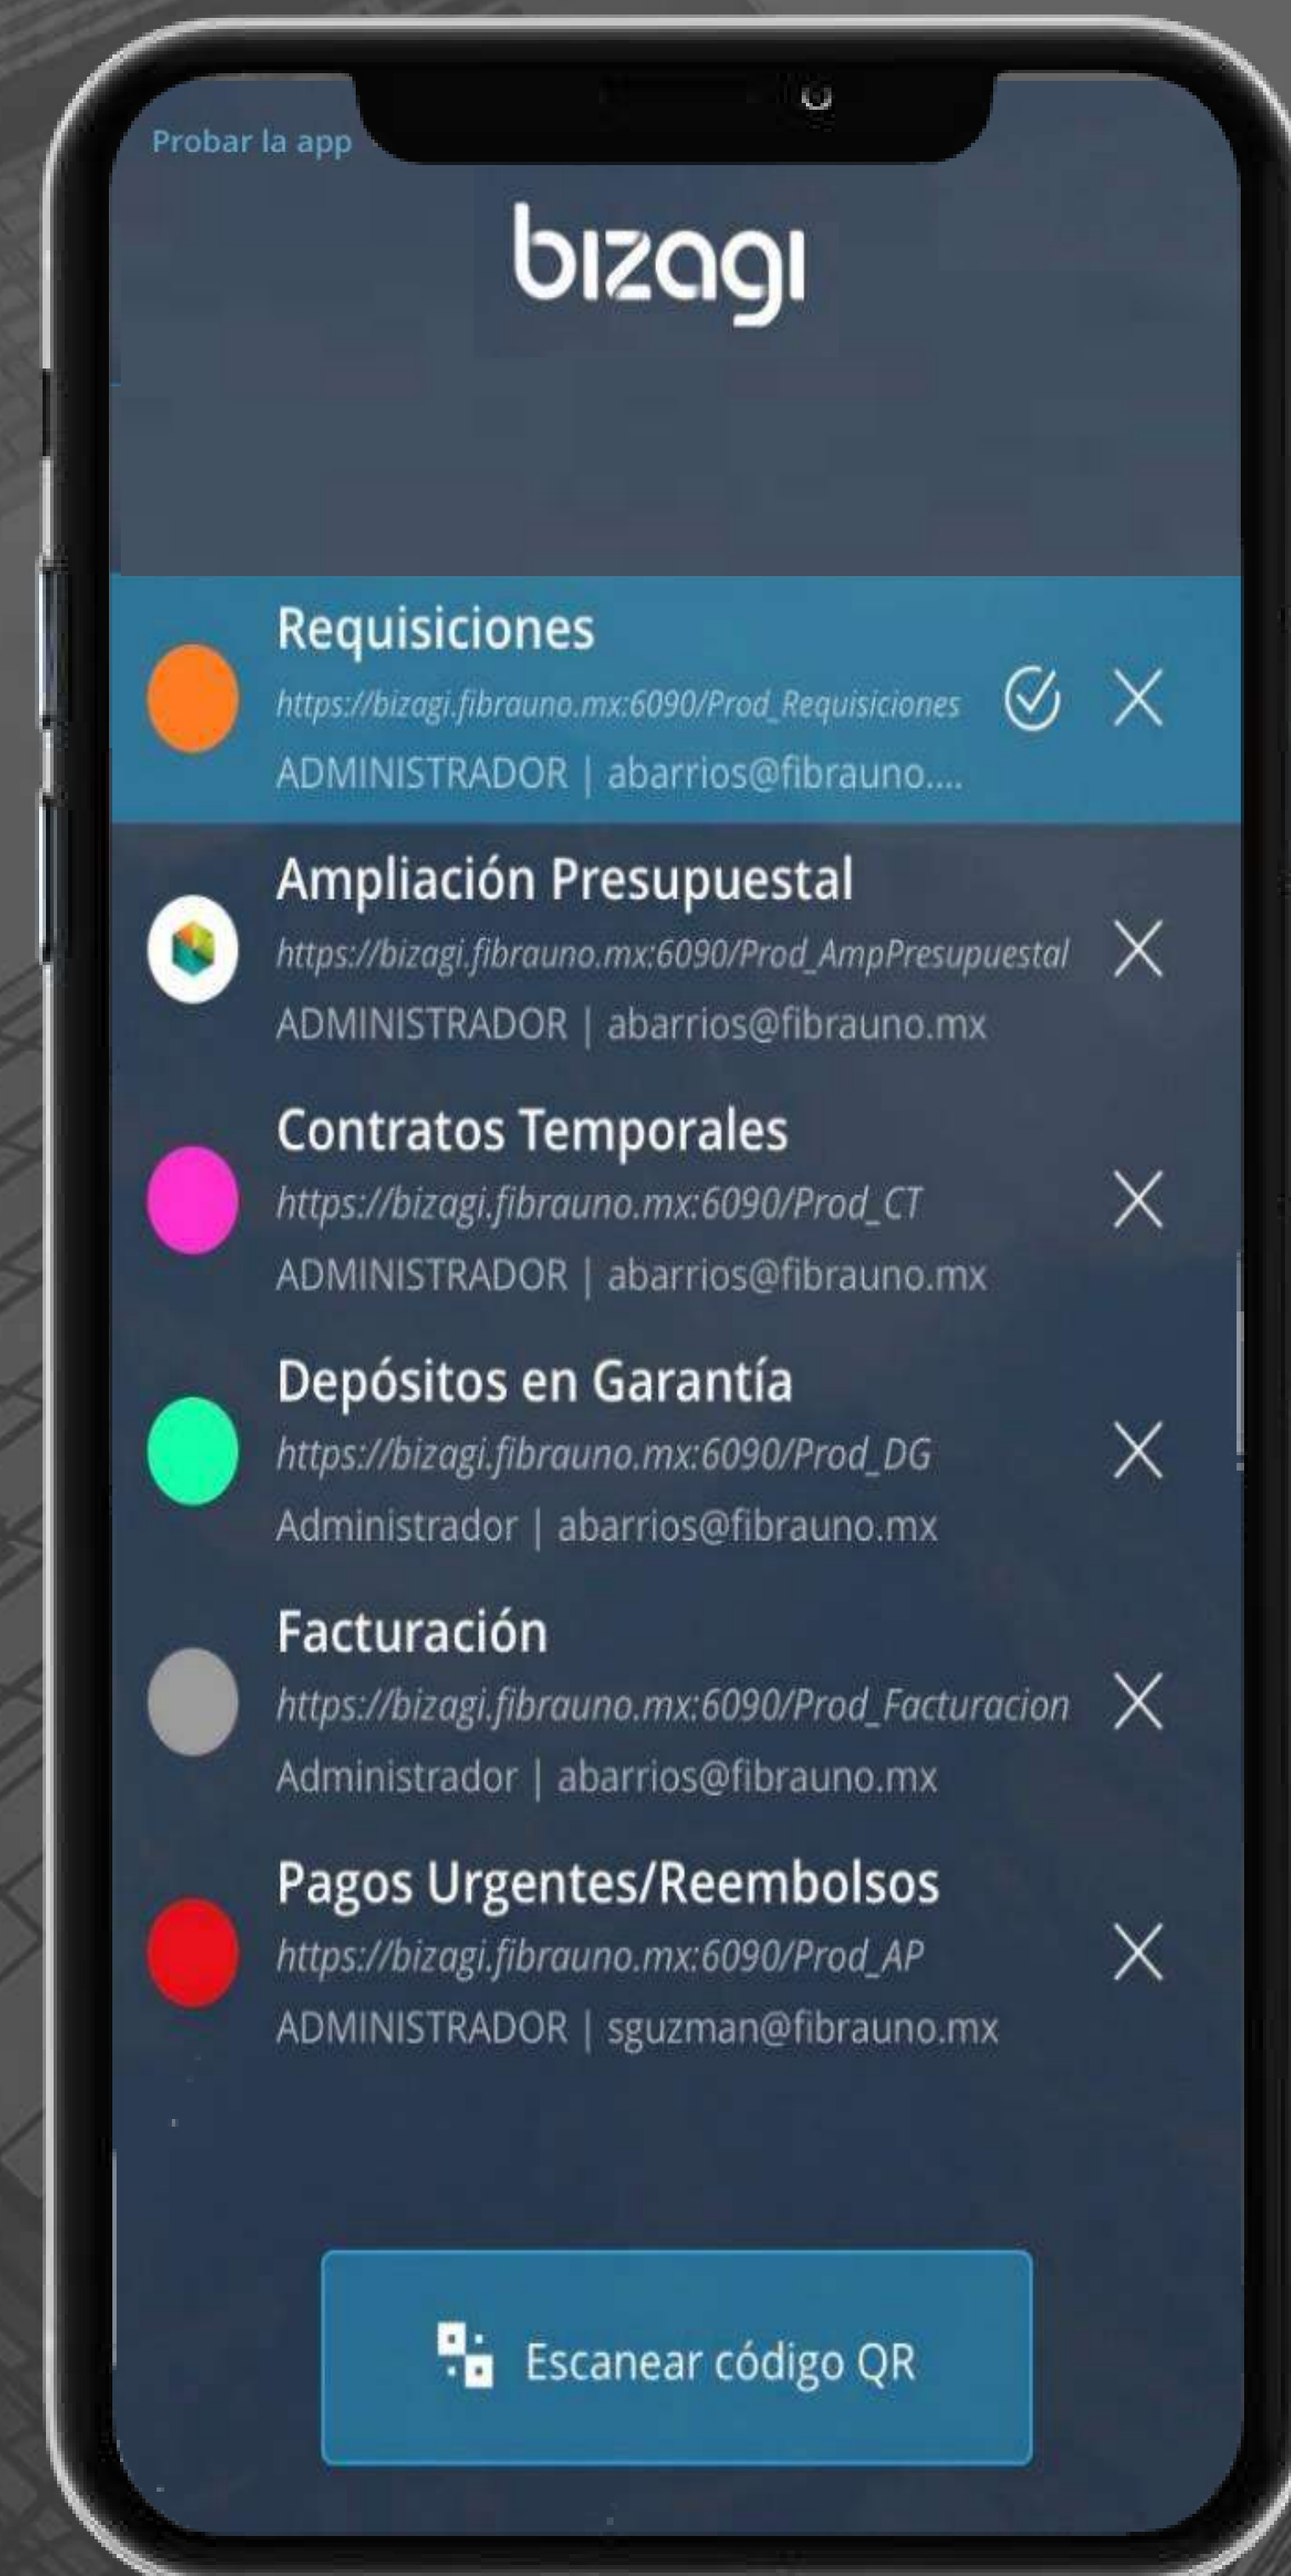 Probar la app
bizagi
Requisiciones
https://bizagi.fibrauno.mx:6090/Prod_Requisiciones
ADMINISTRADOR | abarrios@fibrauno....
Ampliación Presupuestal
https://bizagi.fibrauno.mx:6090/Prod_AmpPresupuestal
ADMINISTRADOR | abarrios@fibrauno.mx
Contratos Temporales
https://bizagi.fibrauno.mx:6090/Prod_CT
ADMINISTRADOR | abarrios@fibrauno.mx
Depósitos en Garantía
https://bizagi.fibrauno.mx:6090/Prod_DG
Administrador | abarrios@fibrauno.mx
Facturación
https://bizagi.fibrauno.mx:6090/Prod_Facturacion
Administrador | abarrios@fibrauno.mx
Pagos Urgentes/Reembolsos
https://bizagi.fibrauno.mx:6090/Prod_AP
ADMINISTRADOR | sguzman@fibrauno.mx
Escanear código QR